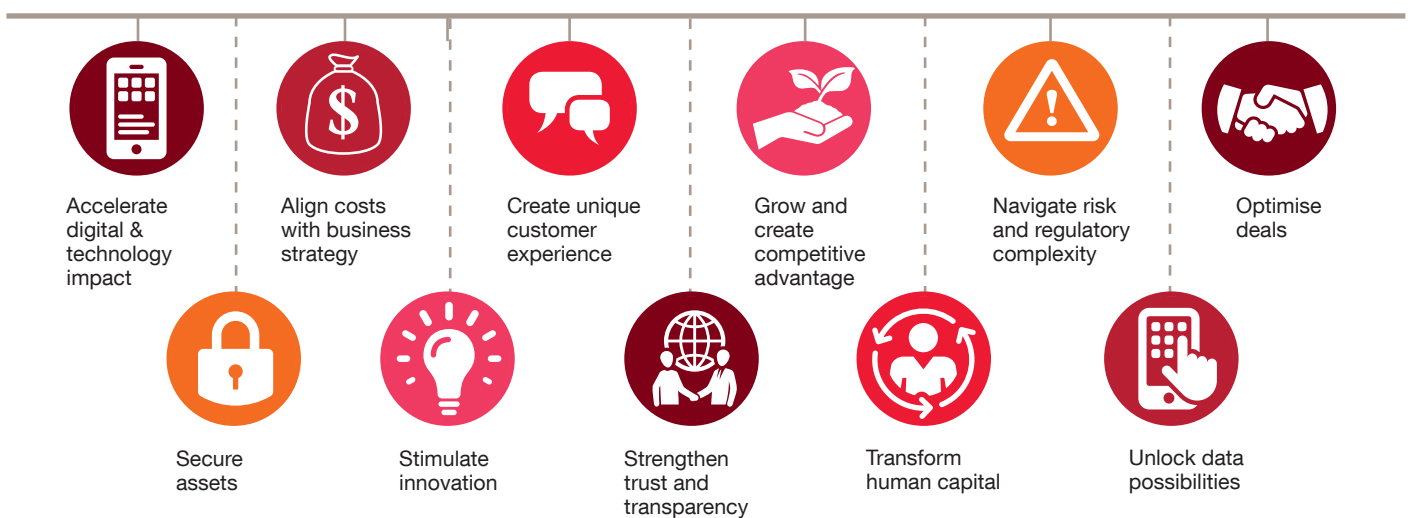 $
Accelerate
digital &
technology
impact
Align costs
with business
strategy
Create unique
customer
experience
Grow and
create
competitive
advantage
!
Navigate risk
and regulatory
complexity
Optimise
deals
Secure
assets
Stimulate
innovation
Strengthen
trust and
transparency
Transform
human capital
Unlock data
possibilities